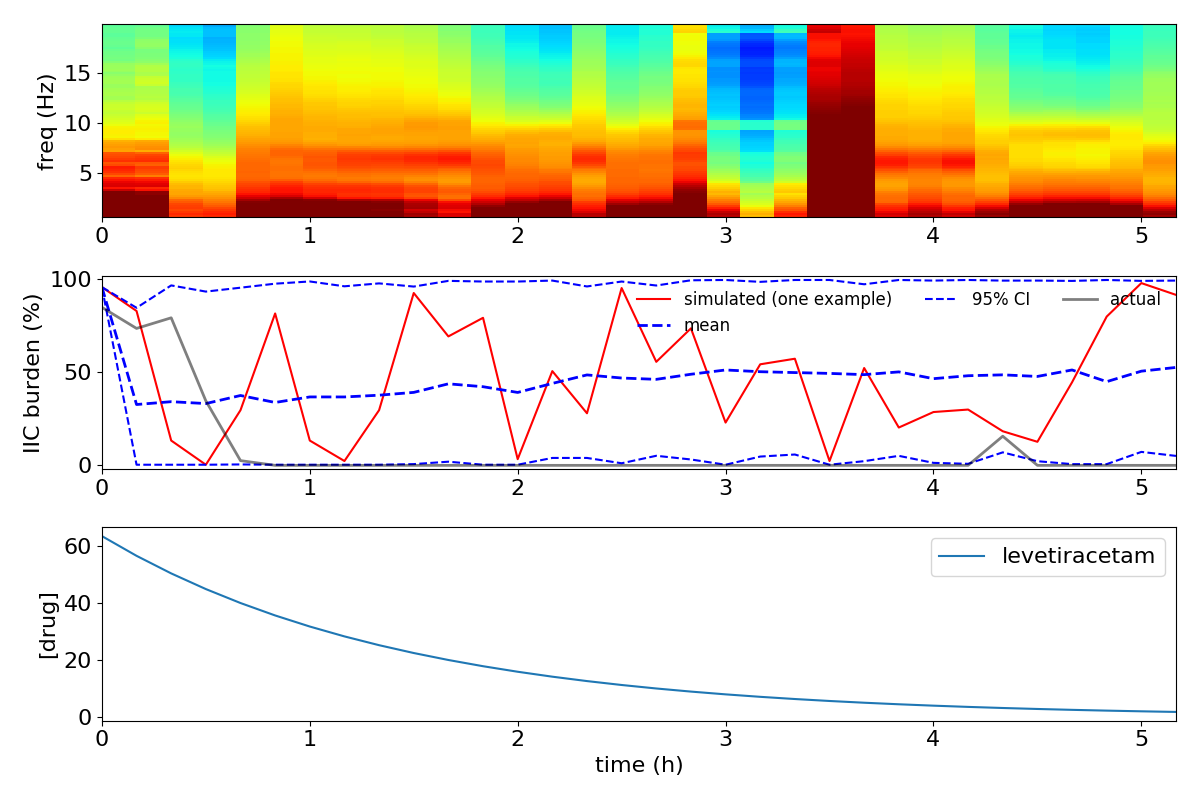 freq (Hz)
15
10
5
0 1 2 3 4 5
IIC burden (%)
100
50
0
simulated (one example) 95% CI actual
mean
0 1 2 3 4 5
[drug]
60
40
20
0
levetiracetam
0 1 2 3 4 5
time (h)